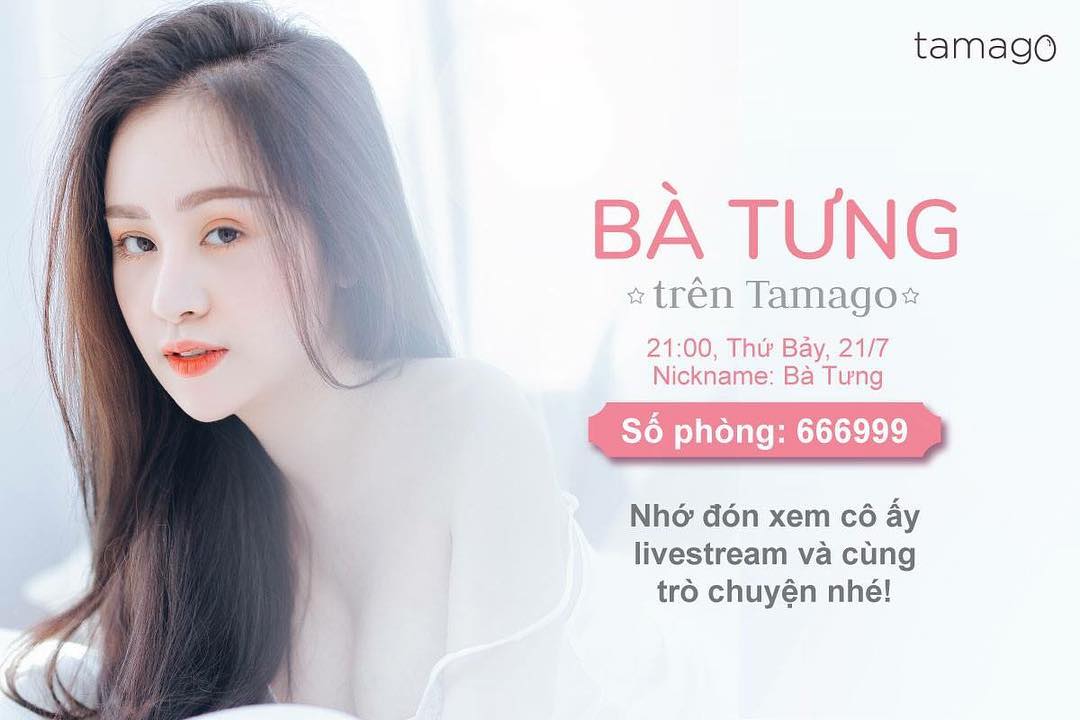 tamago
BÀ TƯNG
☆ trên Tamago ☆
21:00, Thứ Bảy, 21/7
Nickname: Bà Tưng
Số phòng: 666999
Nhớ đón xem cô ấy
livestream và cùng
trò chuyện nhé!